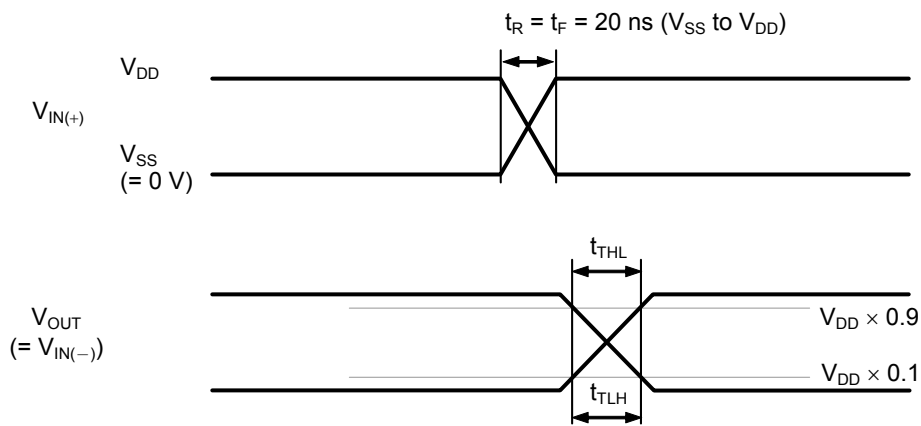 t_R = t_F = 20 ns (V_SS to V_DD)
V_DD
V_IN(+)
V_SS
(= 0 V)
t_THL
V_OUT
(= V_IN(−))
V_DD × 0.9
V_DD × 0.1
t_TLH